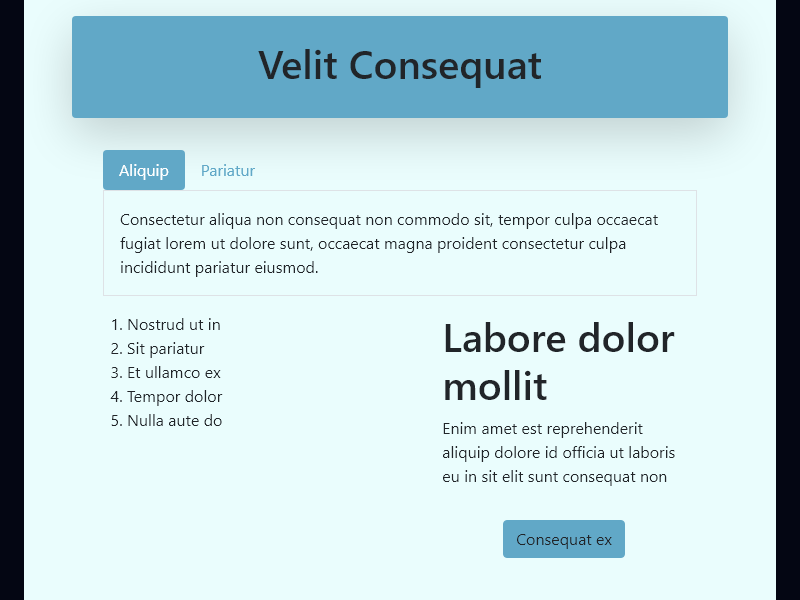 Velit Consequat
Aliquip
Pariatur
Consectetur aliqua non consequat non commodo sit, tempor culpa occaecat
fugiat lorem ut dolore sunt, occaecat magna proident consectetur culpa
incididunt pariatur eiusmod.
1. Nostrud ut in
2. Sit pariatur
3. Et ullamco ex
4. Tempor dolor
5. Nulla aute do
Labore dolor
mollit
Enim amet est reprehenderit
aliquip dolore id officia ut laboris
eu in sit elit sunt consequat non
Consequat ex